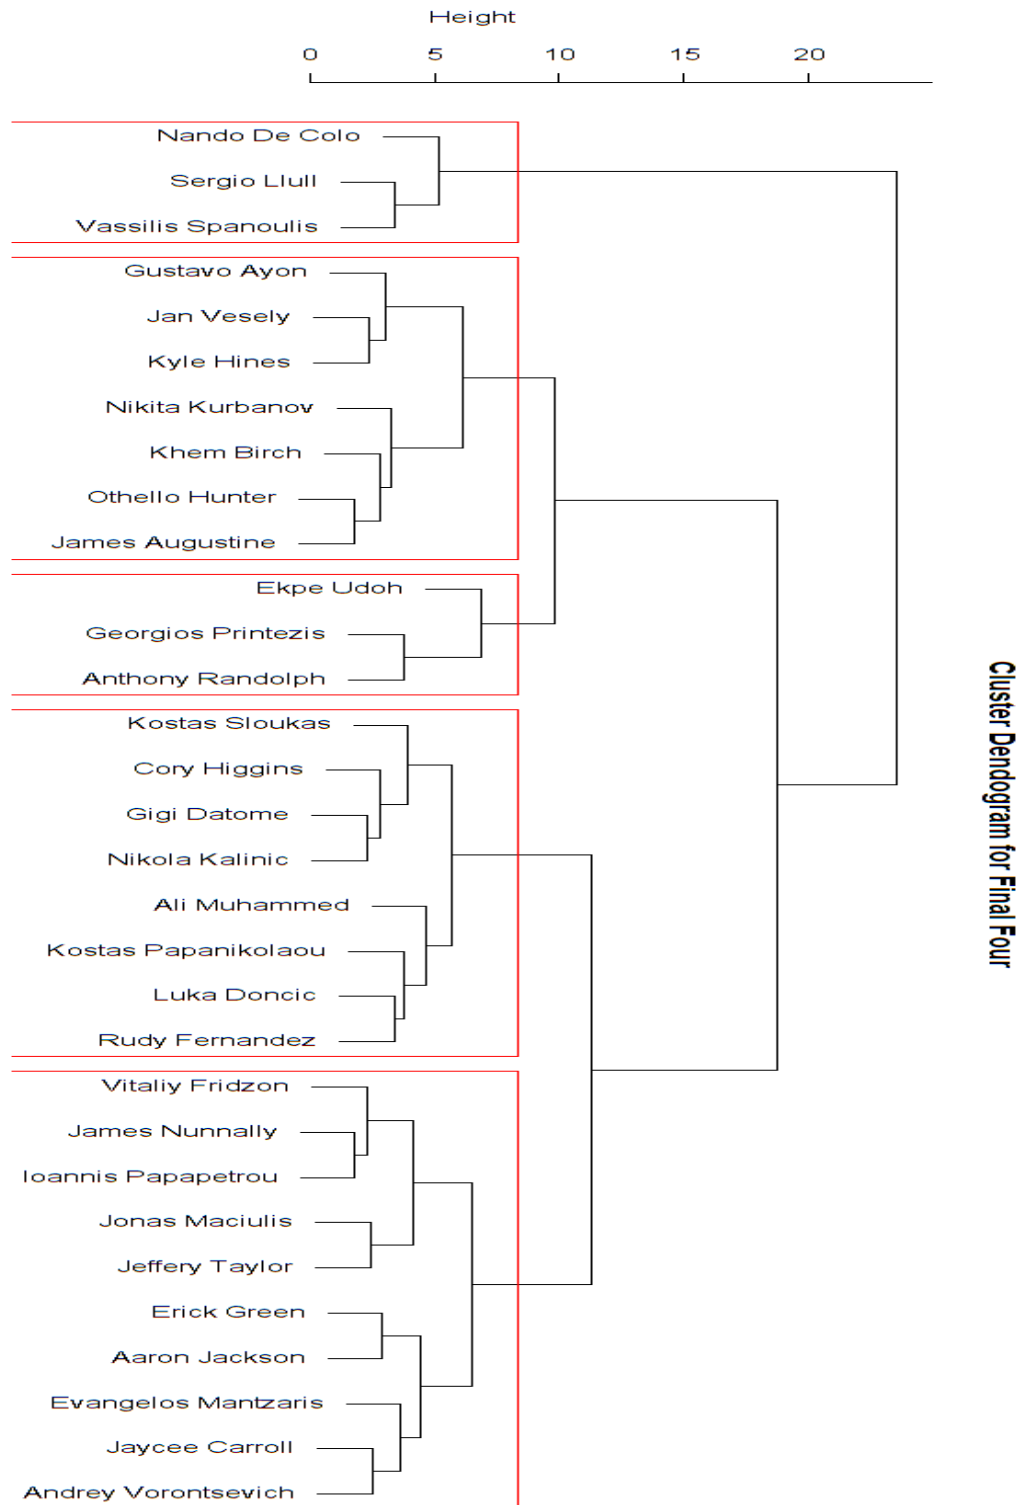 Height
0 5 10 15 20
Nando De Colo
Sergio Llull
Vassilis Spanoulis
Gustavo Ayon
Jan Vesely
Kyle Hines
Nikita Kurbanov
Khem Birch
Othello Hunter
James Augustine
Ekpe Udoh
Georgios Printezis
Anthony Randolph
Kostas Sloukas
Cory Higgins
Gigi Datome
Nikola Kalinic
Ali Muhammed
Kostas Papanikolaou
Luka Doncic
Rudy Fernandez
Vitaliy Fridzon
James Nunnally
Ioannis Papapetrou
Jonas Maciulis
Jeffery Taylor
Erick Green
Aaron Jackson
Evangelos Mantzaris
Jaycee Carroll
Andrey Vorontsevich
Cluster Dendogram for Final Four